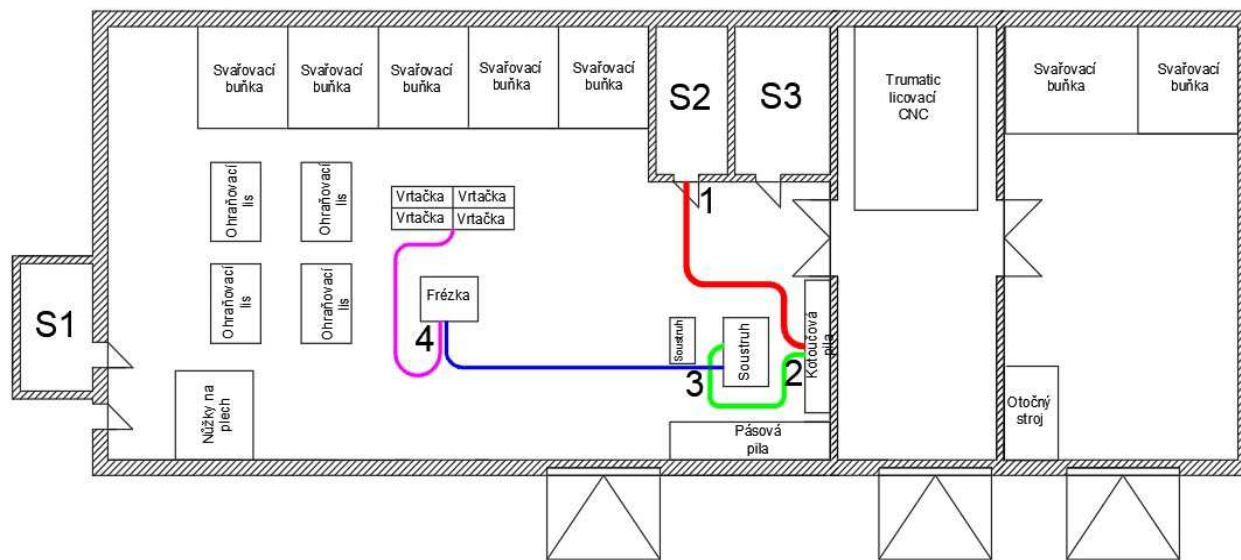 Svařovací
buňka
Svařovací
buňka
Svařovací
buňka
Svařovací
buňka
Svařovací
buňka
S2
S3
Trumatic
licovací
CNC
Svařovací
buňka
Svařovací
buňka
Ohraňovací
lis
Ohraňovací
lis
Vrtačka Vrtačka
Vrtačka Vrtačka
1
S1
Ohraňovací
lis
Ohraňovací
lis
Frézka
4
Soustruh
3
Soustruh
2
Kotoučová
pila
Nůžky na
plech
Pásová
pila
Otočný
stroj